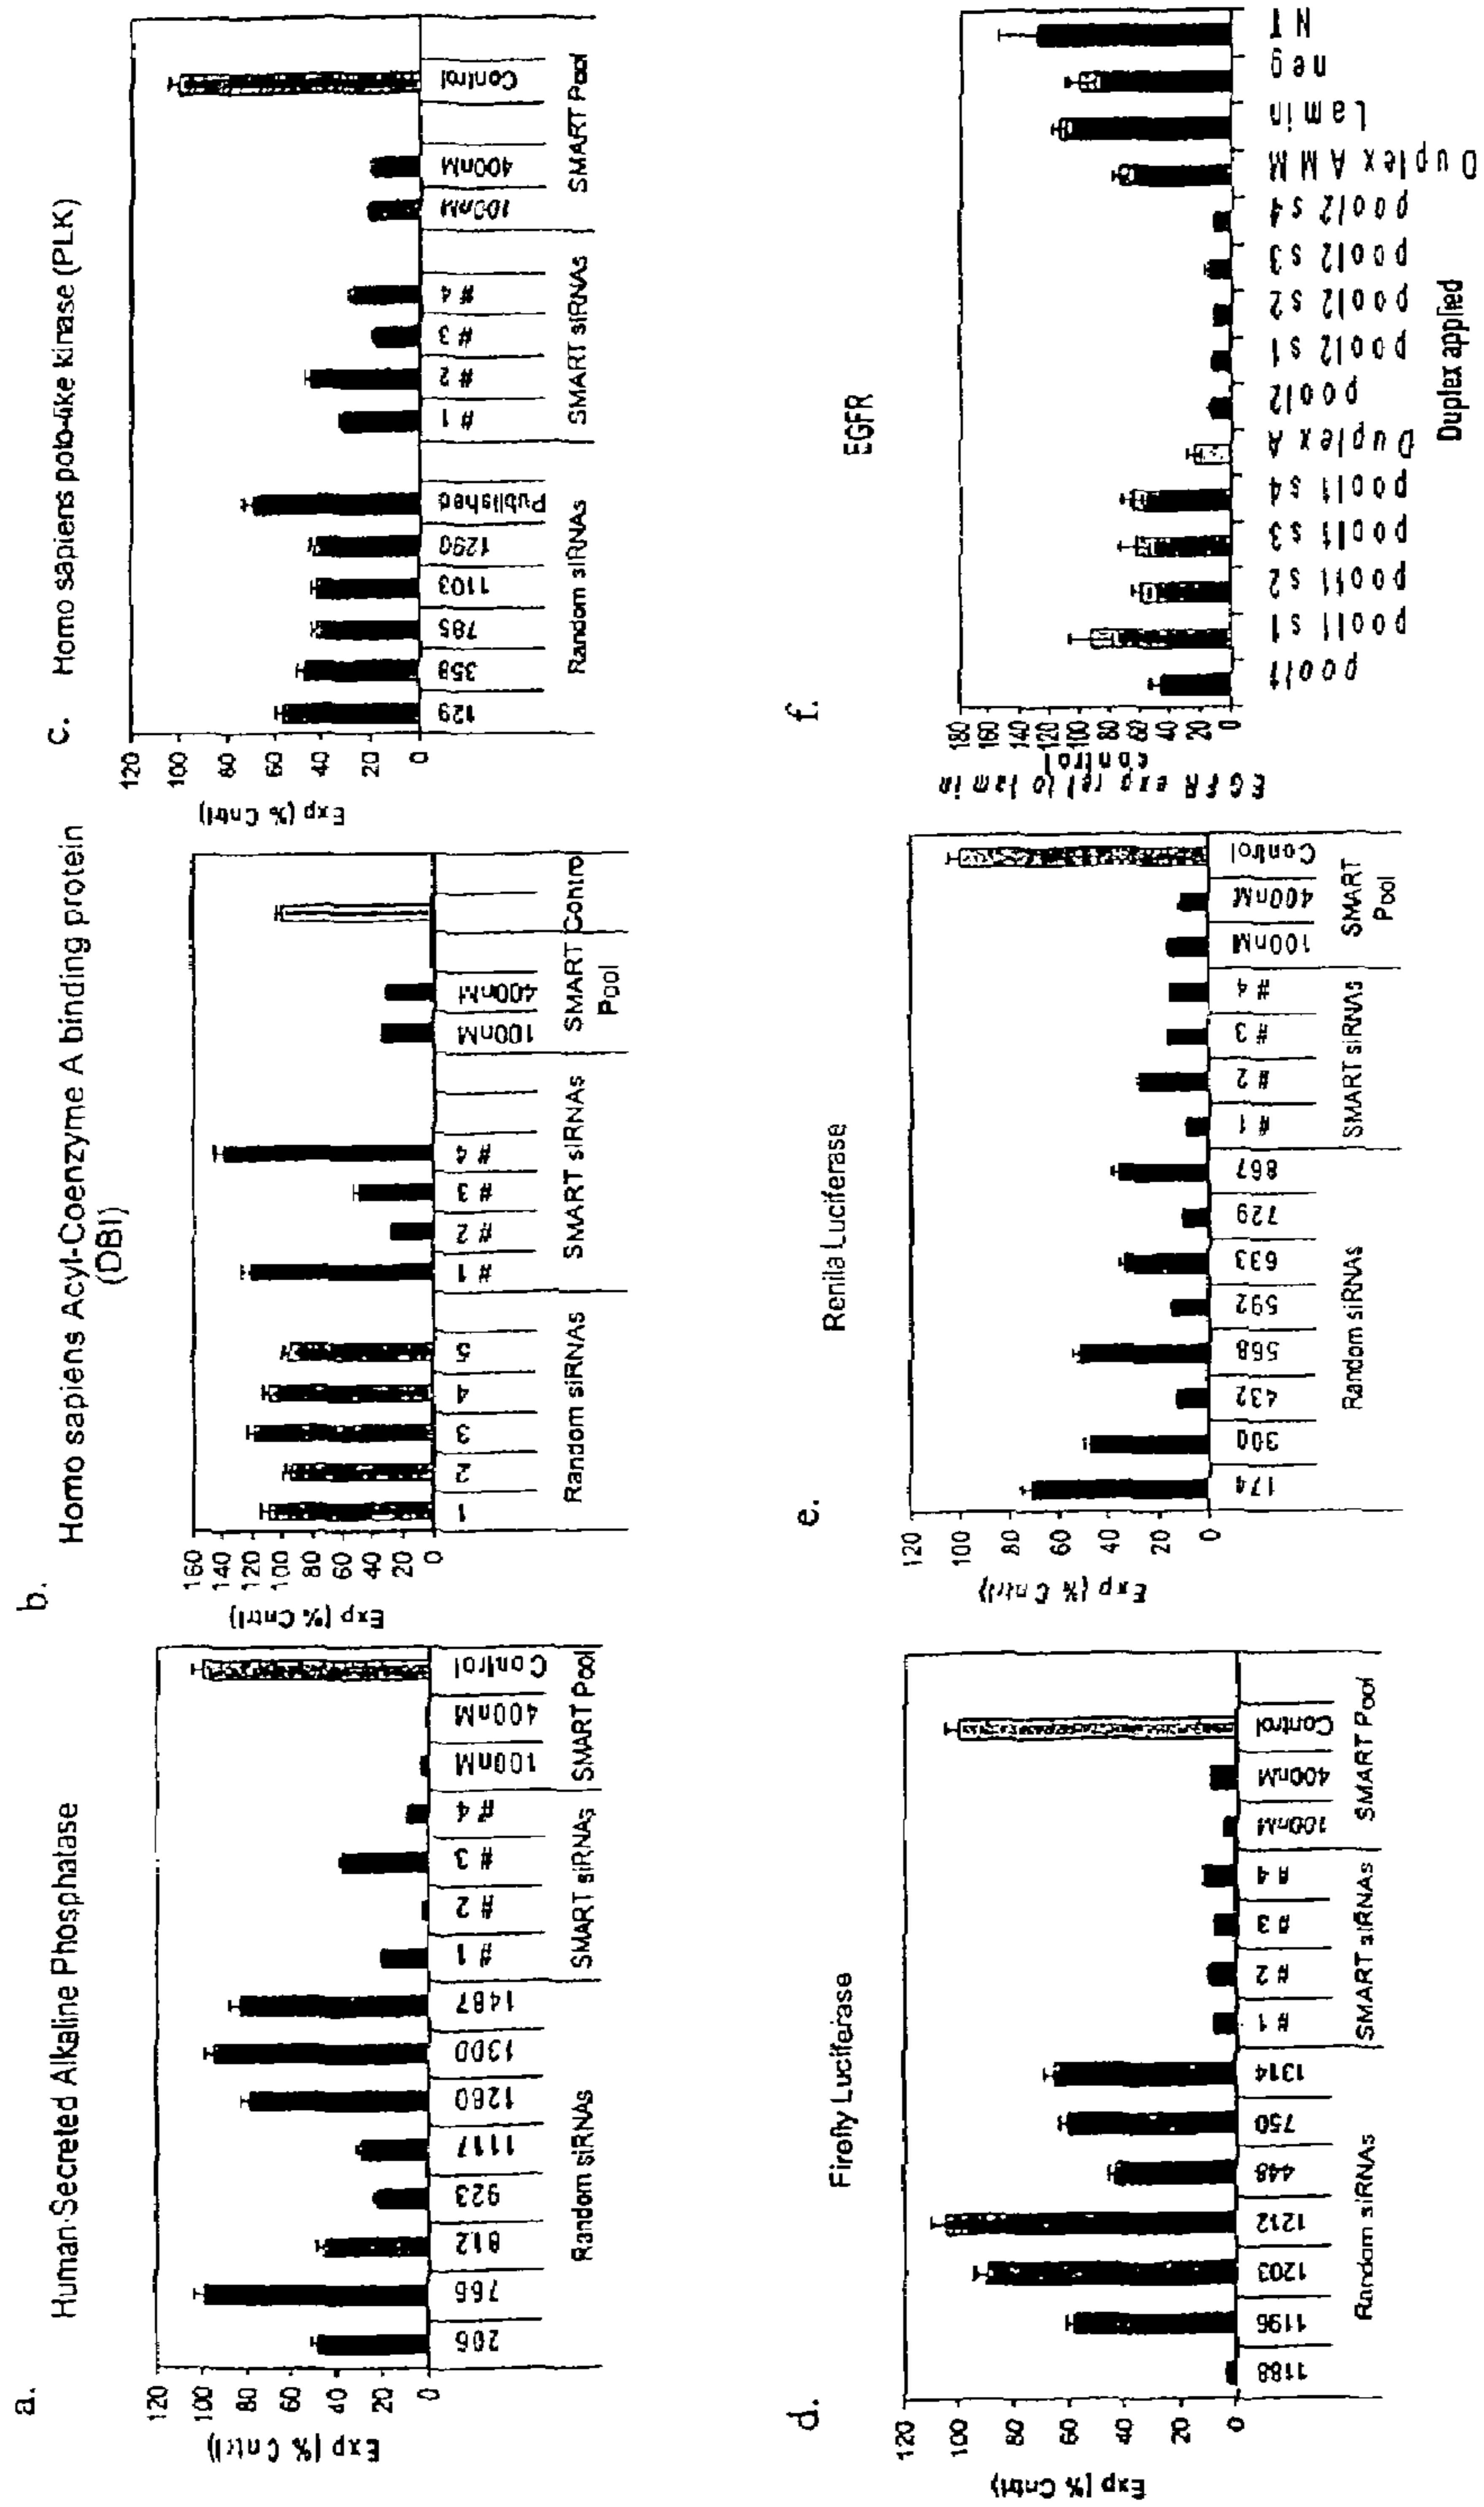 a.
Human Secreted Alkaline Phosphatase
Exp (% Cntrl)
120
100
80
60
40
20
0
206
766
812
923
1117
1280
1300
1487
# 1
# 2
# 3
# 4
100nM
400nM
Control
Random siRNAs
SMART siRNAs
SMART Pool
b.
Homo sapiens Acyl-Coenzyme A binding protein
(DBI)
Exp (% Cntrl)
160
140
120
100
80
60
40
20
0
1
2
3
4
5
# 1
# 2
# 3
# 4
100nM
400nM
Random siRNAs
SMART siRNAs
SMART
Pool
Control
c.
Homo sapiens polo-like kinase (PLK)
Exp (% Cntrl)
120
100
80
60
40
20
0
129
358
785
1103
1290
Published
# 1
# 2
# 3
# 4
100nM
400nM
Control
Random siRNAs
SMART siRNAs
SMART Pool
d.
Firefly Luciferase
Exp (% Cntrl)
120
100
80
60
40
20
0
1188
1196
1203
1212
448
750
1314
# 1
# 2
# 3
# 4
100nM
400nM
Control
Random siRNAs
SMART siRNAs
SMART Pool
e.
Renila Luciferase
Exp (% Cntrl)
120
100
80
60
40
20
0
174
300
432
568
592
633
729
867
# 1
# 2
# 3
# 4
100nM
400nM
Control
Random siRNAs
SMART siRNAs
SMART
Pool
f.
EGFR
EGFR exp rel to lamin
control
180
160
140
120
100
80
60
40
20
0
pool1
pool1 s1
pool1 s2
pool1 s3
pool1 s4
Duplex A
pool2
pool2 s1
pool2 s2
pool2 s3
pool2 s4
Duplex A MM
Lamin
neg
NT
Duplex applied